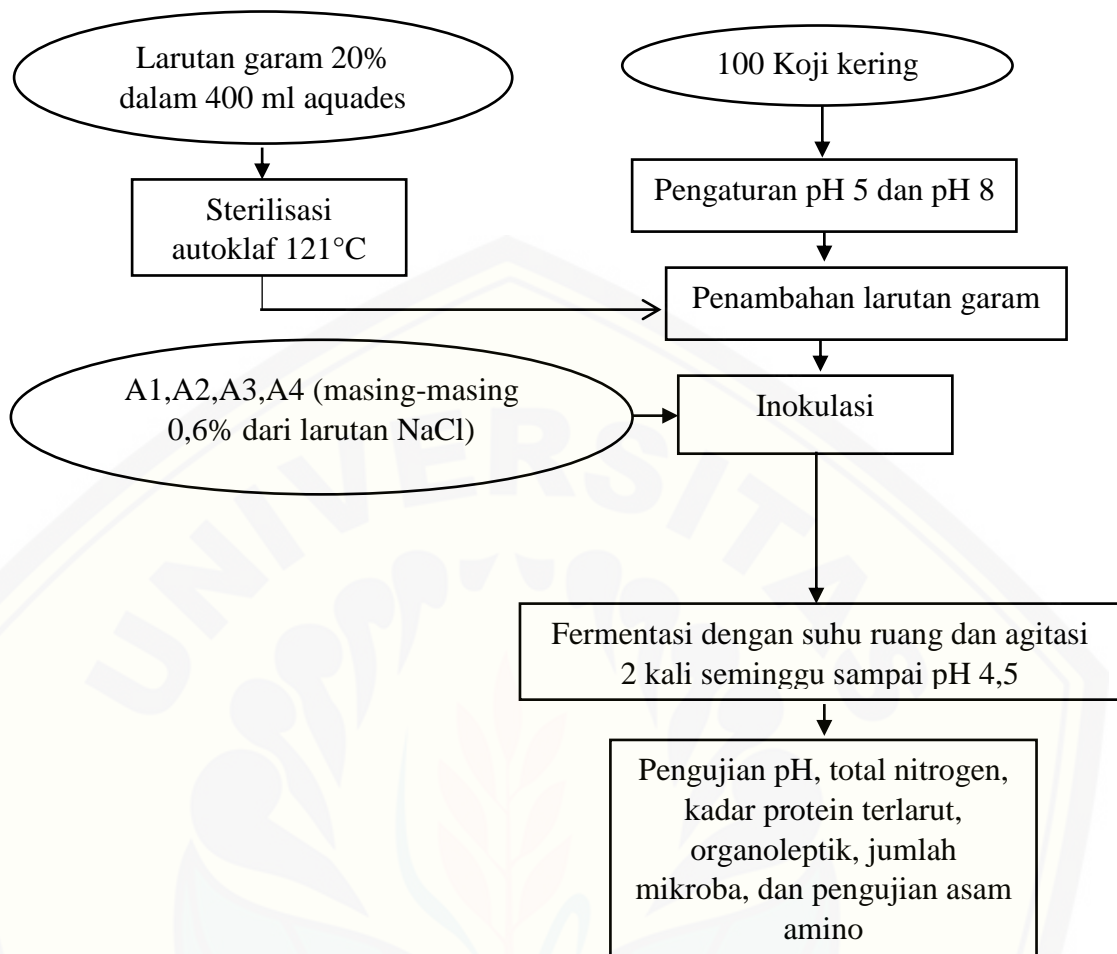 Larutan garam 20%
dalam 400 ml aquades
100 Koji kering
Sterilisasi
autoklaf 121°C
Pengaturan pH 5 dan pH 8
Penambahan larutan garam
A1,A2,A3,A4 (masing-masing
0,6% dari larutan NaCl)
Inokulasi
Fermentasi dengan suhu ruang dan agitasi
2 kali seminggu sampai pH 4,5
Pengujian pH, total nitrogen,
kadar protein terlarut,
organoleptik, jumlah
mikroba, dan pengujian asam
amino
UNIVERSITAS